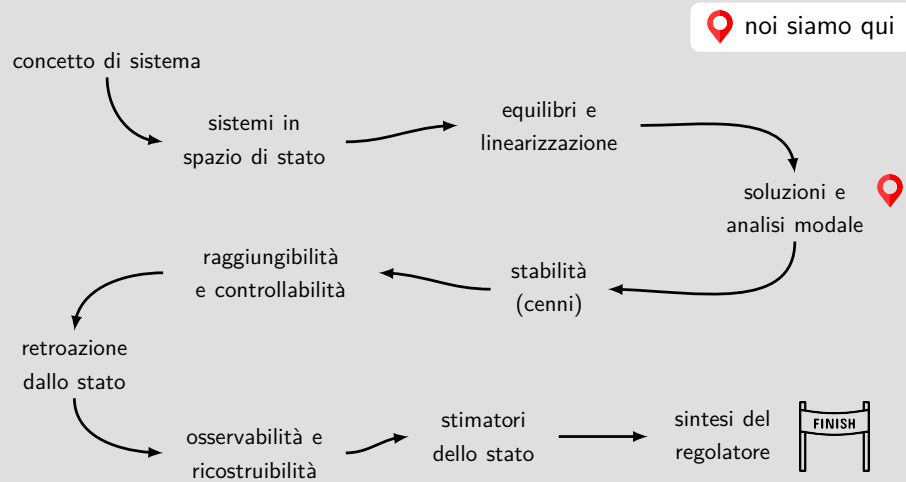 noi siamo qui
concetto di sistema
sistemi in
spazio di stato
equilibri e
linearizzazione
soluzioni e
analisi modale
stabilità
(cenni)
raggiungibilità
e controllabilità
retroazione
dallo stato
osservabilità e
ricostruibilità
stimatori
dello stato
sintesi del
regolatore
FINISH